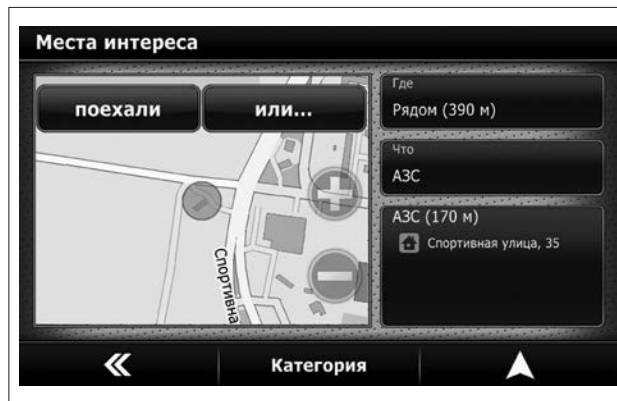 Места интереса
поехали
или...
Спортивна
Где
Рядом (390 м)
Что
АЗС
АЗС (170 м)
Спортивная улица, 35
Категория